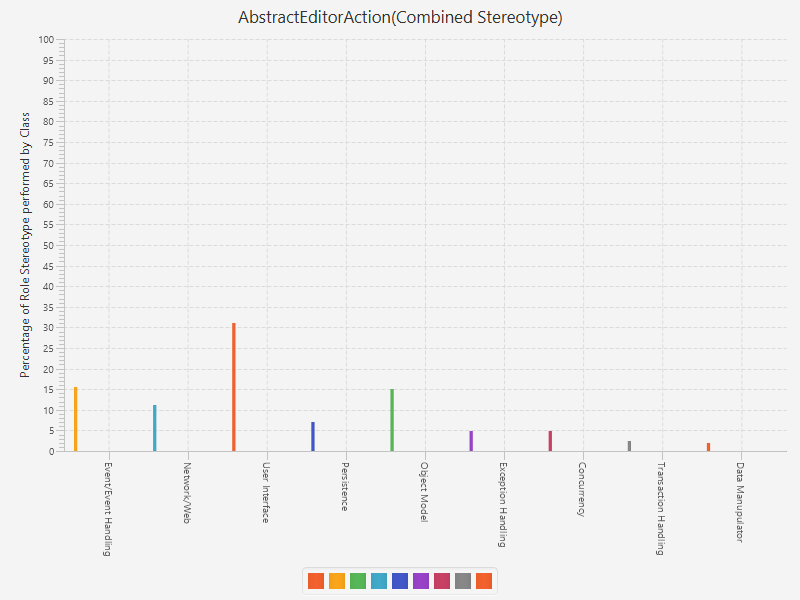 AbstractEditorAction(Combined Stereotype)
Percentage of Role Stereotype performed by Class
100
95
90
85
80
75
70
65
60
55
50
45
40
35
30
25
20
15
10
5
0
Event/Event Handling
Network/Web
User Interface
Persistence
Object Model
Exception Handling
Concurrency
Transaction Handling
Data Manupulator